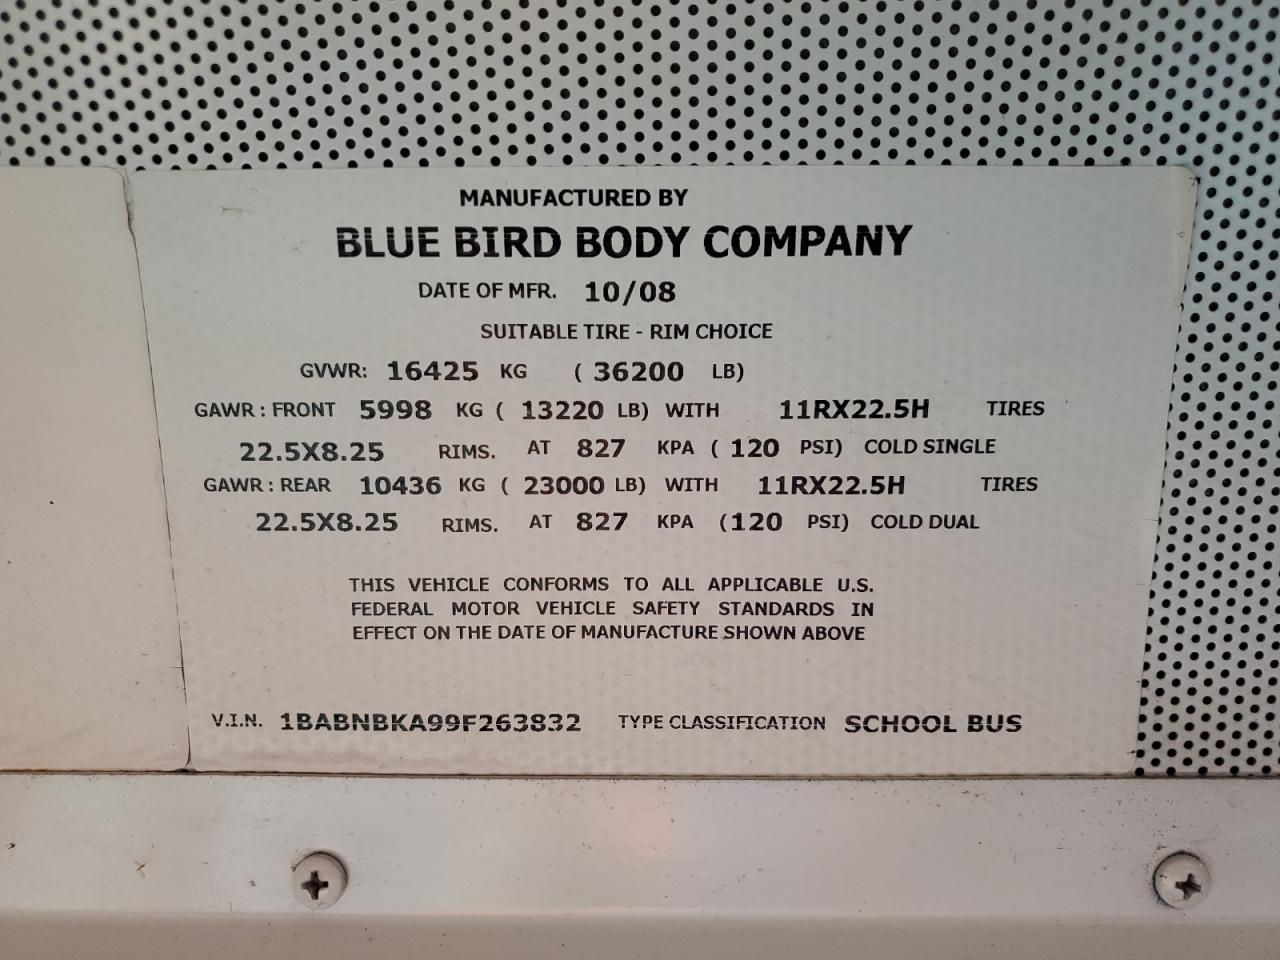 MANUFACTURED BY
BLUE BIRD BODY COMPANY
DATE OF MFR. 10/08
SUITABLE TIRE - RIM CHOICE
GVWR: 16425 KG ( 36200 LB)
GAWR : FRONT 5998 KG ( 13220 LB) WITH 11RX22.5H TIRES
22.5X8.25 RIMS. AT 827 KPA ( 120 PSI) COLD SINGLE
GAWR : REAR 10436 KG ( 23000 LB) WITH 11RX22.5H TIRES
22.5X8.25 RIMS. AT 827 KPA (120 PSI) COLD DUAL
THIS VEHICLE CONFORMS TO ALL APPLICABLE U.S.
FEDERAL MOTOR VEHICLE SAFETY STANDARDS IN
EFFECT ON THE DATE OF MANUFACTURE SHOWN ABOVE
V.I.N. 1BABNBKA99F263832 TYPE CLASSIFICATION SCHOOL BUS